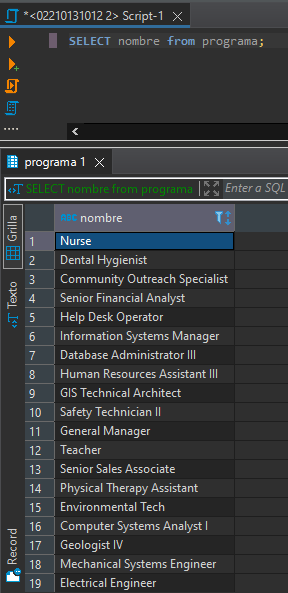 *<02210131012 2> Script-1
SELECT nombre from programa;
programa 1
SELECT nombre from programa
Enter a SQL
Grilla
Texto
Record
ABC nombre
1 Nurse
2 Dental Hygienist
3 Community Outreach Specialist
4 Senior Financial Analyst
5 Help Desk Operator
6 Information Systems Manager
7 Database Administrator III
8 Human Resources Assistant III
9 GIS Technical Architect
10 Safety Technician II
11 General Manager
12 Teacher
13 Senior Sales Associate
14 Physical Therapy Assistant
15 Environmental Tech
16 Computer Systems Analyst I
17 Geologist IV
18 Mechanical Systems Engineer
19 Electrical Engineer